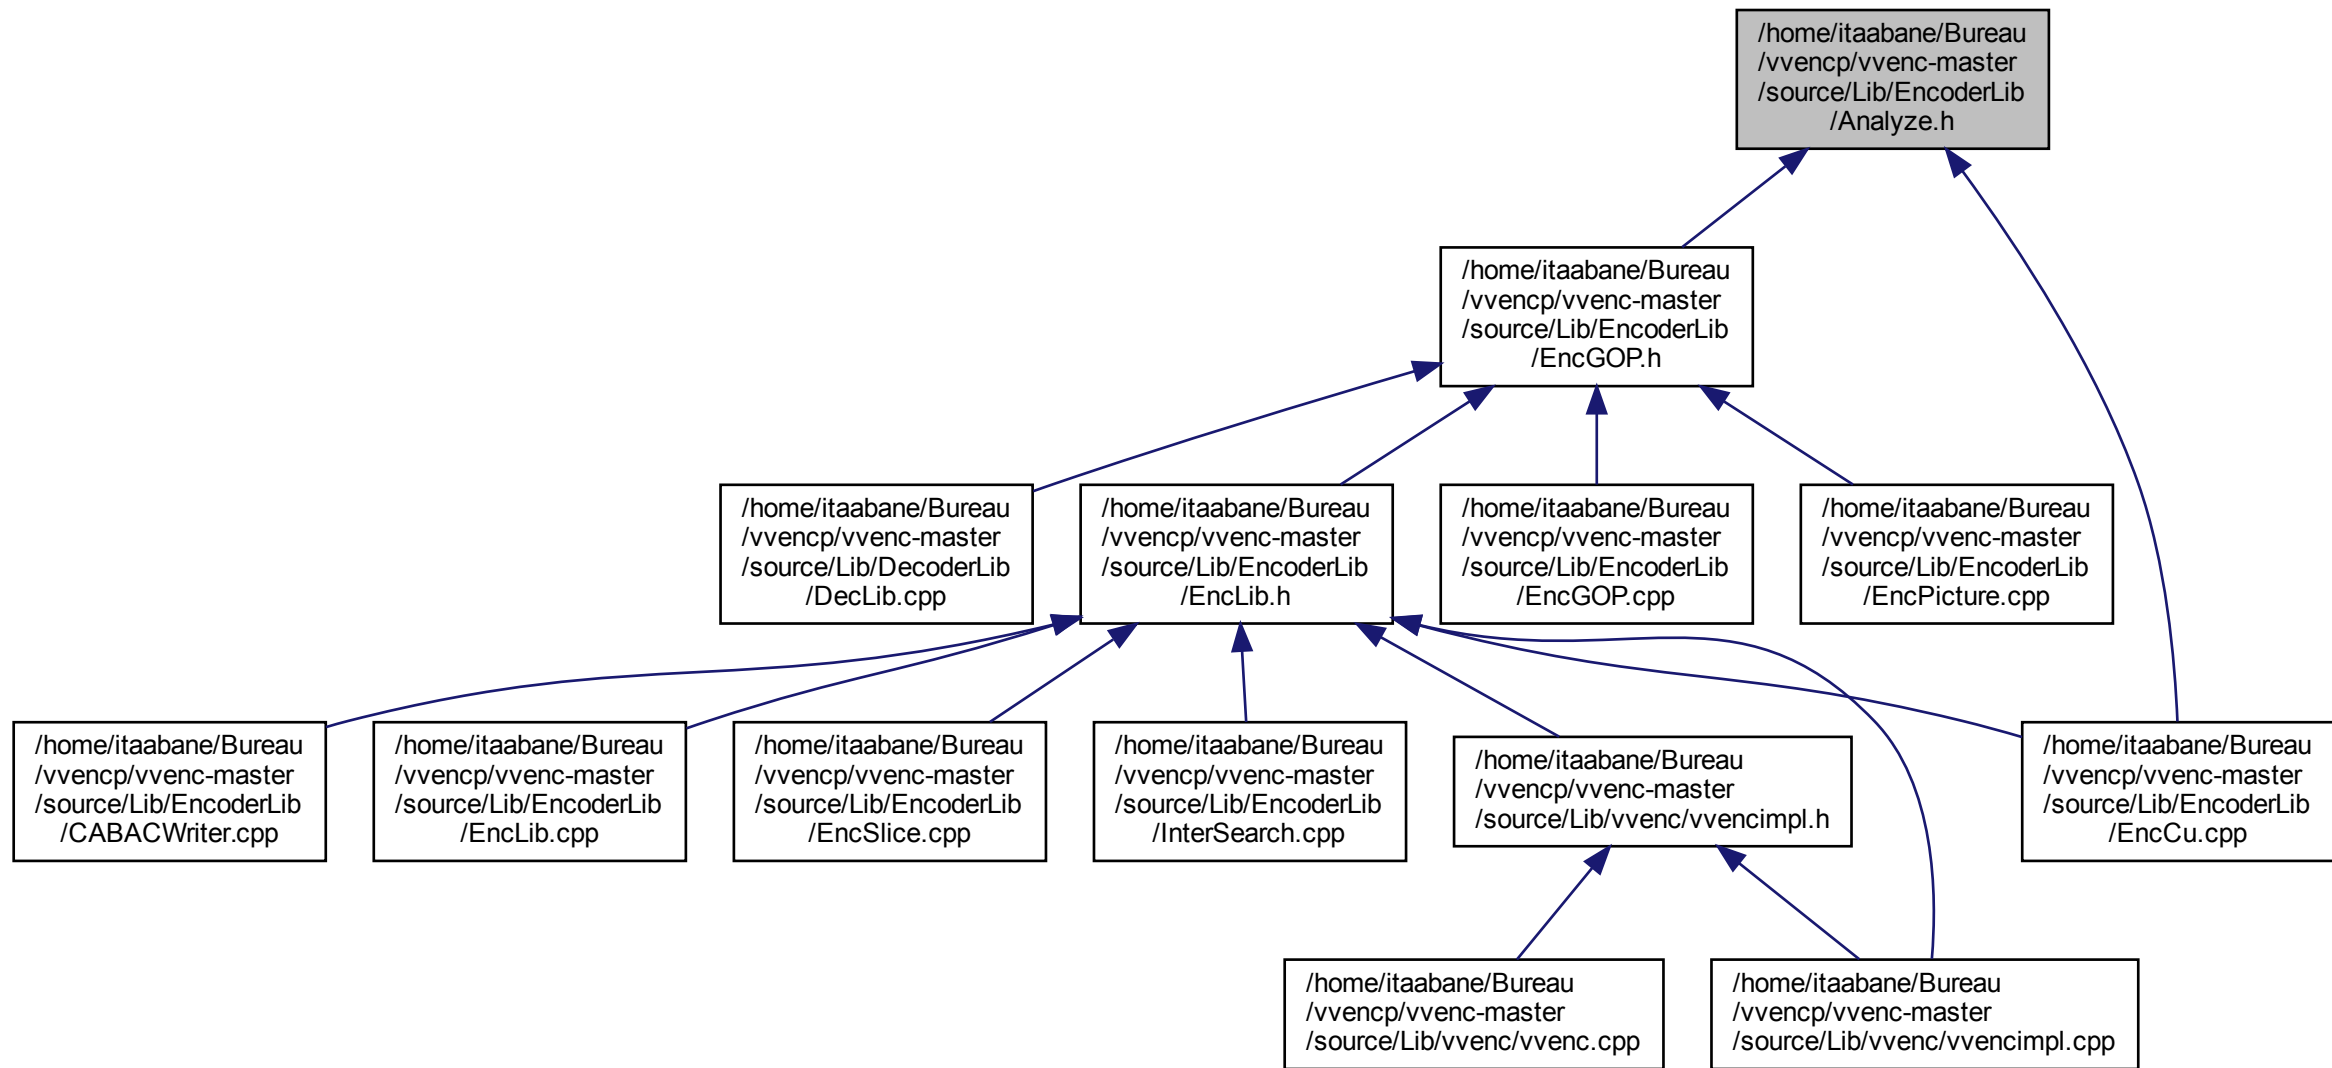 /home/itaabane/Bureau
/vvencp/vvenc-master
/source/Lib/EncoderLib
/Analyze.h
/home/itaabane/Bureau
/vvencp/vvenc-master
/source/Lib/EncoderLib
/EncGOP.h
/home/itaabane/Bureau
/vvencp/vvenc-master
/source/Lib/DecoderLib
/DecLib.cpp
/home/itaabane/Bureau
/vvencp/vvenc-master
/source/Lib/EncoderLib
/EncLib.h
/home/itaabane/Bureau
/vvencp/vvenc-master
/source/Lib/EncoderLib
/EncGOP.cpp
/home/itaabane/Bureau
/vvencp/vvenc-master
/source/Lib/EncoderLib
/EncPicture.cpp
/home/itaabane/Bureau
/vvencp/vvenc-master
/source/Lib/EncoderLib
/CABACWriter.cpp
/home/itaabane/Bureau
/vvencp/vvenc-master
/source/Lib/EncoderLib
/EncLib.cpp
/home/itaabane/Bureau
/vvencp/vvenc-master
/source/Lib/EncoderLib
/EncSlice.cpp
/home/itaabane/Bureau
/vvencp/vvenc-master
/source/Lib/EncoderLib
/InterSearch.cpp
/home/itaabane/Bureau
/vvencp/vvenc-master
/source/Lib/vvenc/vvencimpl.h
/home/itaabane/Bureau
/vvencp/vvenc-master
/source/Lib/EncoderLib
/EncCu.cpp
/home/itaabane/Bureau
/vvencp/vvenc-master
/source/Lib/vvenc/vvenc.cpp
/home/itaabane/Bureau
/vvencp/vvenc-master
/source/Lib/vvenc/vvencimpl.cpp